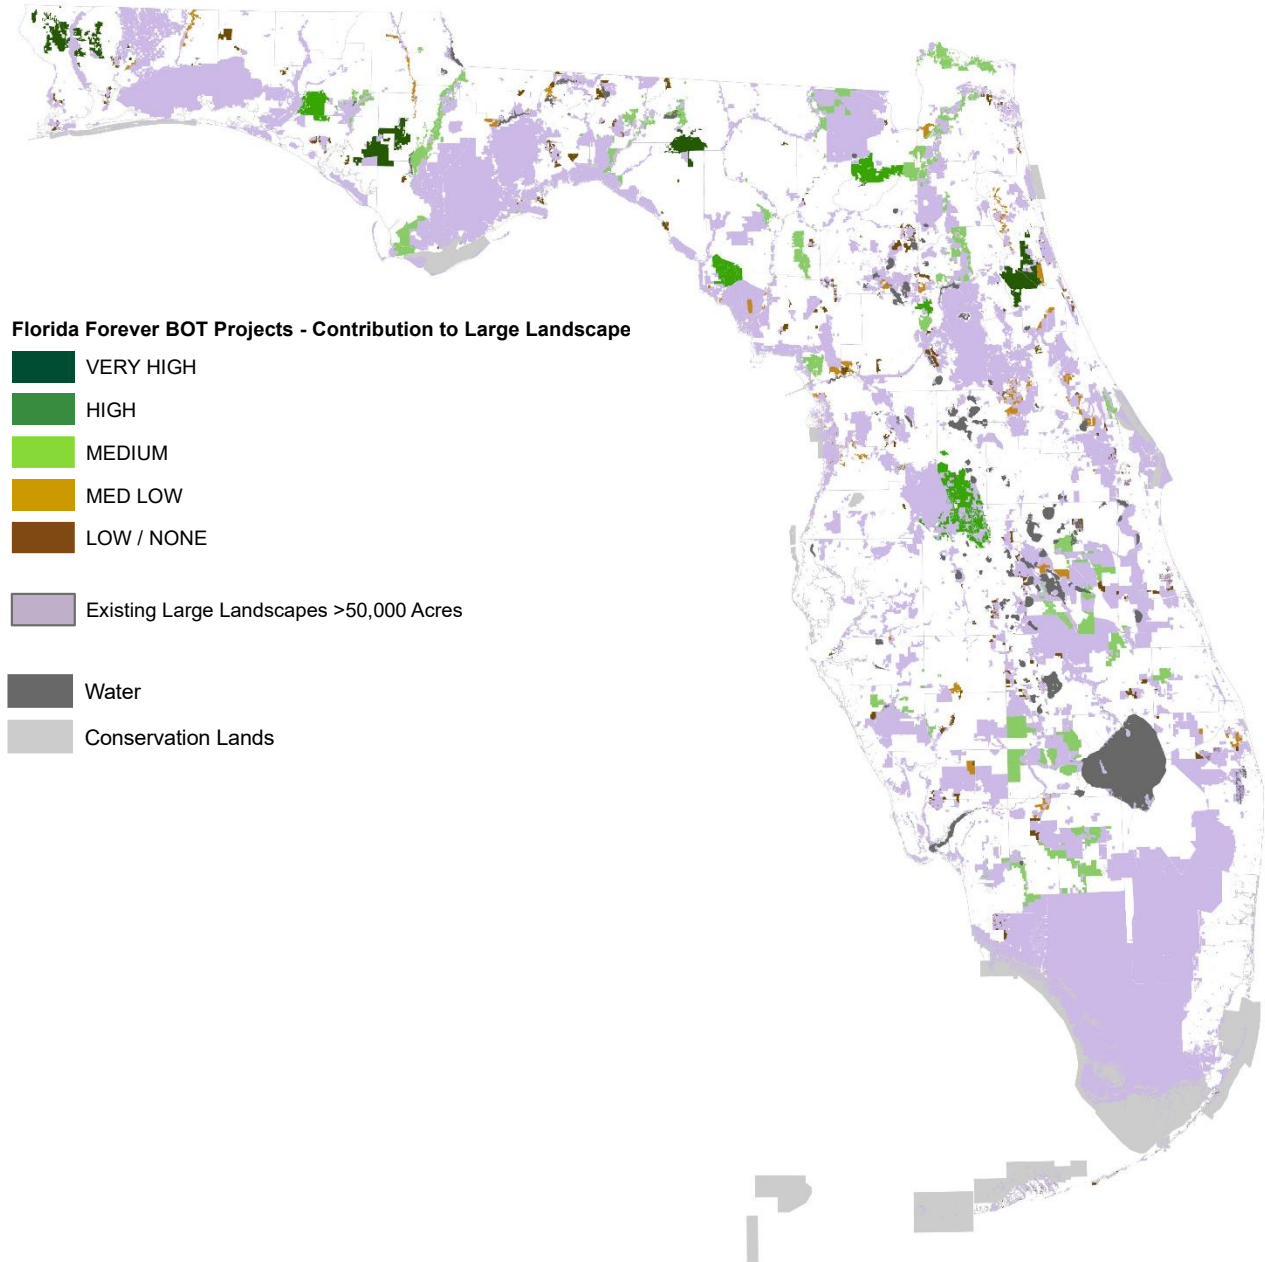 Florida Forever BOT Projects - Contribution to Large Landscape
VERY HIGH
HIGH
MEDIUM
MED LOW
LOW / NONE
Existing Large Landscapes >50,000 Acres
Water
Conservation Lands